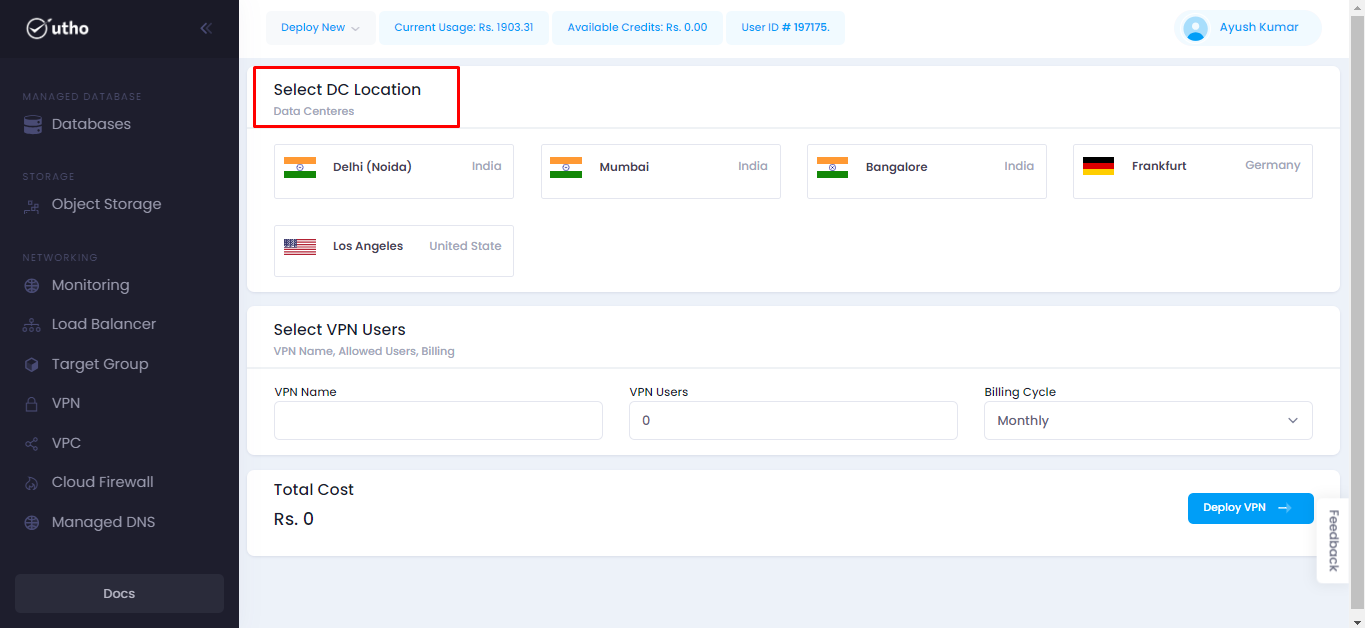 utho
Deploy New
Current Usage: Rs. 1903.31
Available Credits: Rs. 0.00
User ID # 197175.
Ayush Kumar
MANAGED DATABASE
Databases
STORAGE
Object Storage
NETWORKING
Monitoring
Load Balancer
Target Group
VPN
VPC
Cloud Firewall
Managed DNS
Docs
Select DC Location
Data Centeres
Delhi (Noida) India
Mumbai India
Bangalore India
Frankfurt Germany
Los Angeles United State
Select VPN Users
VPN Name, Allowed Users, Billing
VPN Name
VPN Users
0
Billing Cycle
Monthly
Total Cost
Rs. 0
Deploy VPN
Feedback